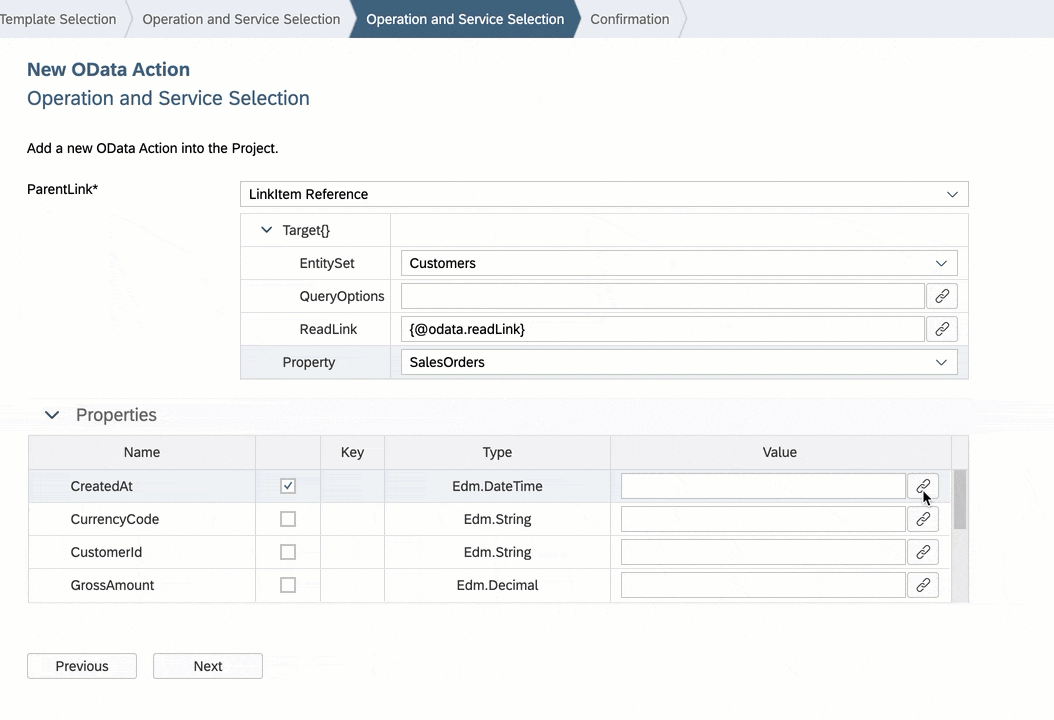 Template Selection Operation and Service Selection Operation and Service Selection Confirmation
New OData Action
Operation and Service Selection
Add a new OData Action into the Project.
ParentLink* LinkItem Reference
Target{}
EntitySet Customers
QueryOptions
ReadLink {@odata.readLink}
Property SalesOrders
Properties
Name Key Type Value
CreatedAt Edm.DateTime
CurrencyCode Edm.String
CustomerId Edm.String
GrossAmount Edm.Decimal
Previous Next